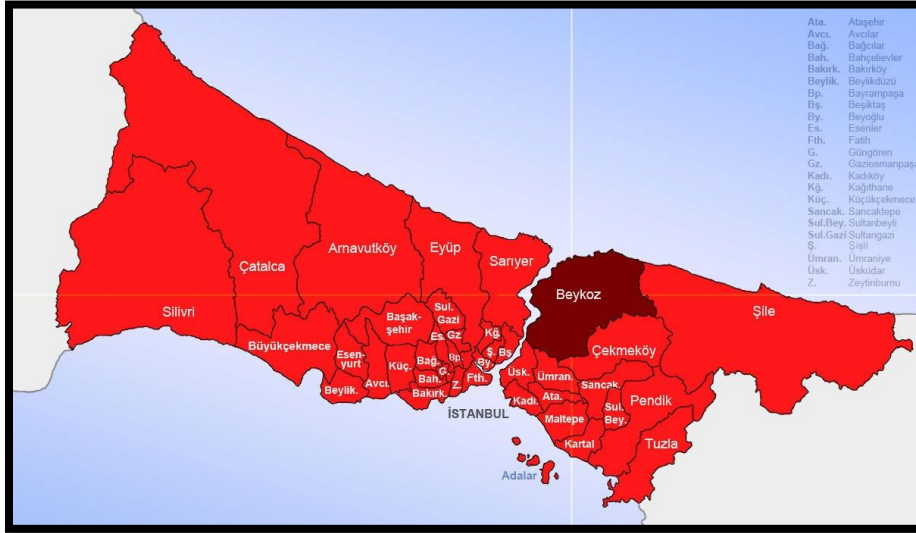 Ata. Ataşehir
Avcı. Avcılar
Bağ. Bağcılar
Bah. Bahçelievler
Bakırk. Bakırköy
Beylik. Beylikdüzü
Bp. Bayrampaşa
Bş. Beşiktaş
By. Beyoğlu
Es. Esenler
Fth. Fatih
G. Güngören
Gz. Gaziosmanpaşa
Kadı. Kadıköy
Kğ. Kağıthane
Küç. Küçükçekmece
Sancak. Sancaktepe
Sul.Bey. Sultanbeyli
Sul.Gazi Sultangazi
Ş. Şişli
Ümran. Ümraniye
Üsk. Üsküdar
Z. Zeytinburnu
Arnavutköy
Eyüp
Sarıyer
Çatalca
Beykoz
Silivri
Şile
Sul.
Gazi
Başak-
şehir
Es.
Gz.
Kğ.
Büyükçekmece
Esen-
yurt
Küç.
Bağ.
Bp.
Ş.
Bş.
By.
Çekmeköy
G.
Bah.
Fth.
Üsk.
Ümran.
Beylik.
Avcı.
Bakırk.
Z.
Sancak.
Kadı.
Ata.
Sul.
Bey.
Pendik
İSTANBUL
Maltepe
Kartal
Tuzla
Adalar